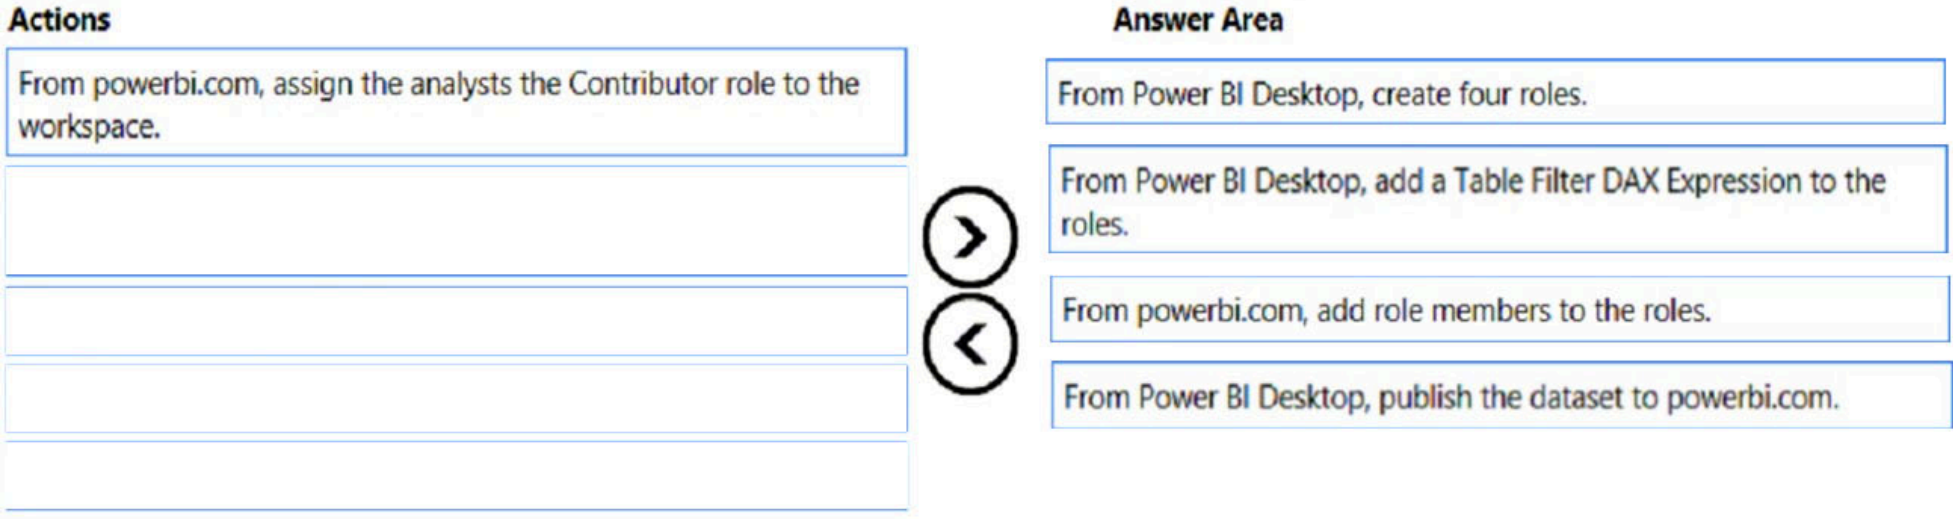 Actions
From powerbi.com, assign the analysts the Contributor role to the
workspace.
Answer Area
From Power BI Desktop, create four roles.
From Power BI Desktop, add a Table Filter DAX Expression to the
roles.
From powerbi.com, add role members to the roles.
From Power BI Desktop, publish the dataset to powerbi.com.